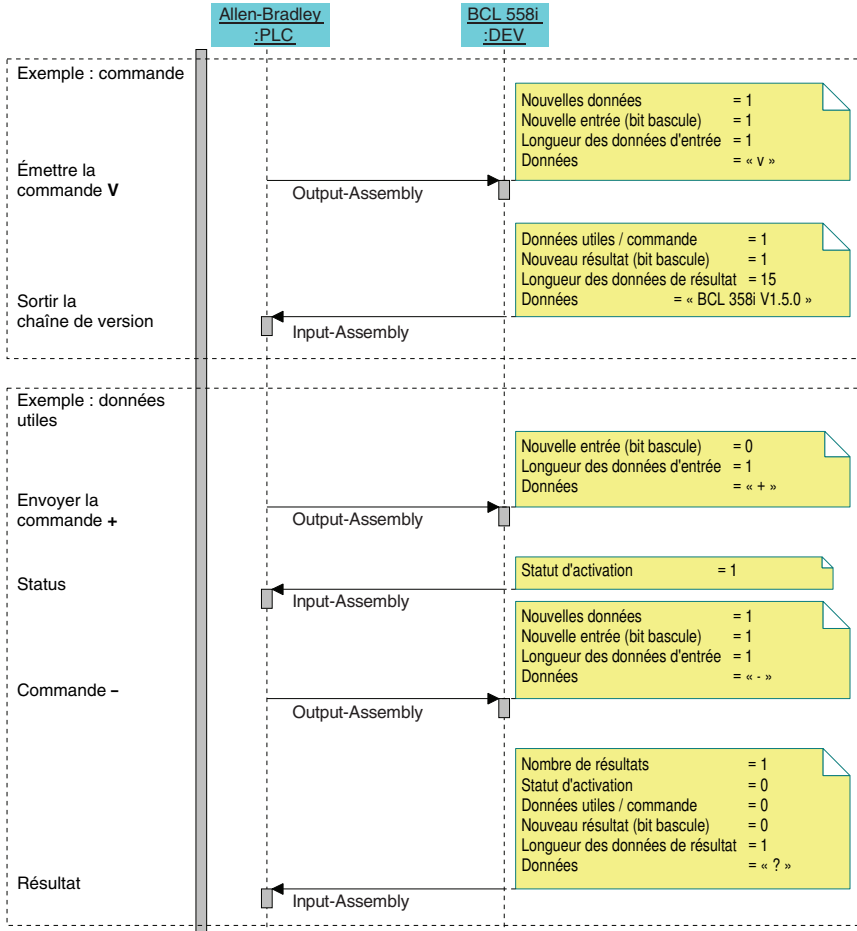 Allen-Bradley
:PLC
BCL 558i
:DEV
Exemple : commande
Nouvelles données = 1
Nouvelle entrée (bit bascule) = 1
Longueur des données d'entrée = 1
Données = « v »
Émettre la
commande V
Output-Assembly
Données utiles / commande = 1
Nouveau résultat (bit bascule) = 1
Longueur des données de résultat = 15
Données = « BCL 358i V1.5.0 »
Sortir la
chaîne de version
Input-Assembly
Exemple : données
utiles
Nouvelle entrée (bit bascule) = 0
Longueur des données d'entrée = 1
Données = « + »
Envoyer la
commande +
Output-Assembly
Statut d'activation = 1
Status
Input-Assembly
Nouvelles données = 1
Nouvelle entrée (bit bascule) = 1
Longueur des données d'entrée = 1
Données = « - »
Commande –
Output-Assembly
Nombre de résultats = 1
Statut d'activation = 0
Données utiles / commande = 0
Nouveau résultat (bit bascule) = 0
Longueur des données de résultat = 1
Données = « ? »
Résultat
Input-Assembly